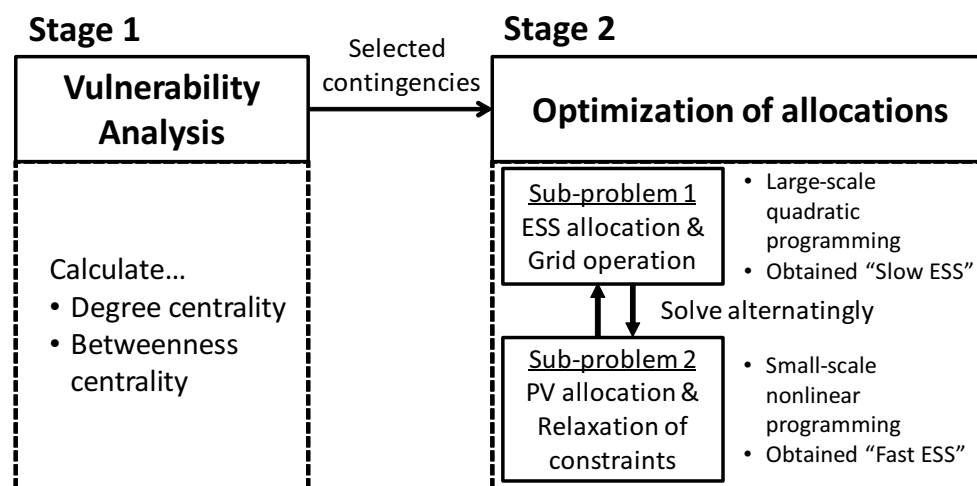 Stage 1
Vulnerability
Analysis
Calculate...
• Degree centrality
• Betweenness
centrality
Selected
contingencies
Stage 2
Optimization of allocations
Sub-problem 1
ESS allocation &
Grid operation
• Large-scale
quadratic
programming
• Obtained “Slow ESS”
Solve alternatingly
Sub-problem 2
PV allocation &
Relaxation of
constraints
• Small-scale
nonlinear
programming
• Obtained “Fast ESS”